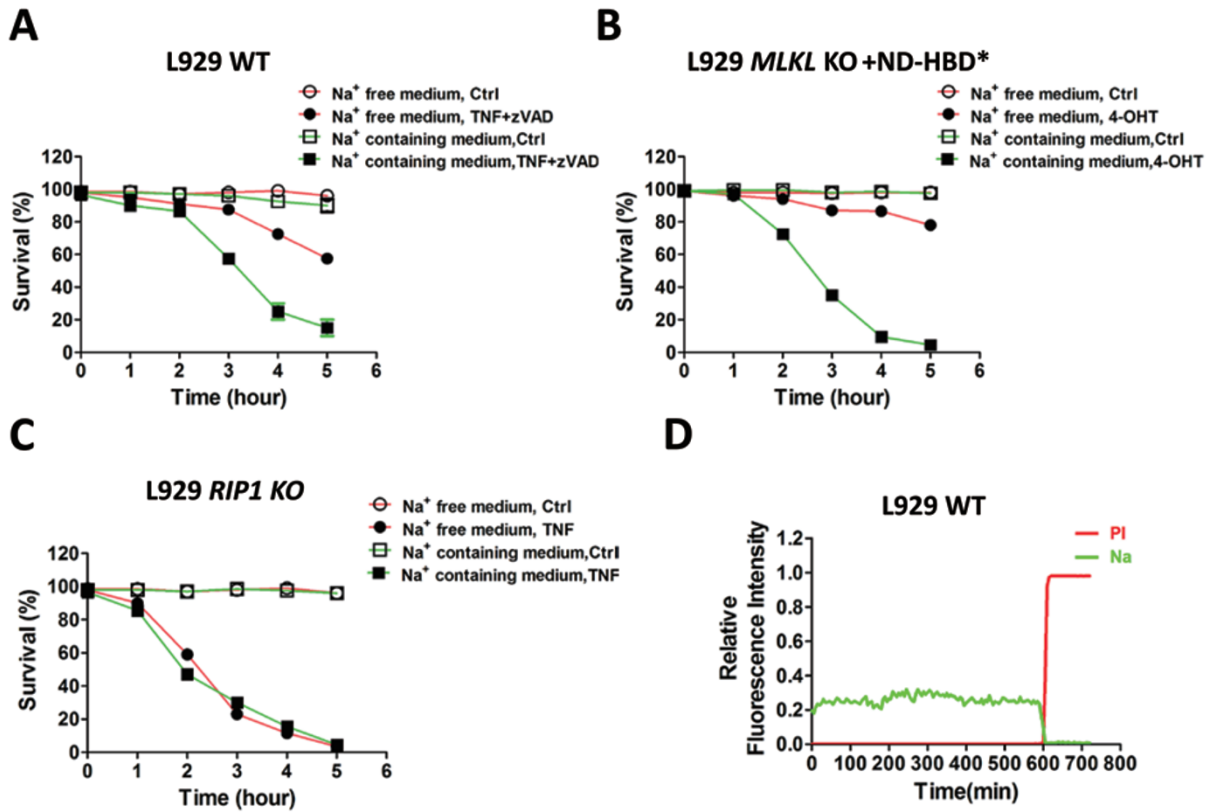 A
L929 WT
Na⁺ free medium, Ctrl
Na⁺ free medium, TNF+zVAD
Na⁺ containing medium,Ctrl
Na⁺ containing medium,TNF+zVAD
Survival (%)
120
100
80
60
40
20
0
0 1 2 3 4 5 6
Time (hour)
B
L929 MLKL KO +ND-HBD*
Na⁺ free medium, Ctrl
Na⁺ free medium, 4-OHT
Na⁺ containing medium,Ctrl
Na⁺ containing medium,4-OHT
Survival (%)
120
100
80
60
40
20
0
0 1 2 3 4 5 6
Time (hour)
C
L929 RIP1 KO
Na⁺ free medium, Ctrl
Na⁺ free medium, TNF
Na⁺ containing medium,Ctrl
Na⁺ containing medium,TNF
Survival (%)
120
100
80
60
40
20
0
0 1 2 3 4 5 6
Time (hour)
D
L929 WT
PI
Na
Relative
Fluorescence Intensity
1.2
1.0
0.8
0.6
0.4
0.2
0.0
0 100 200 300 400 500 600 700 800
Time(min)